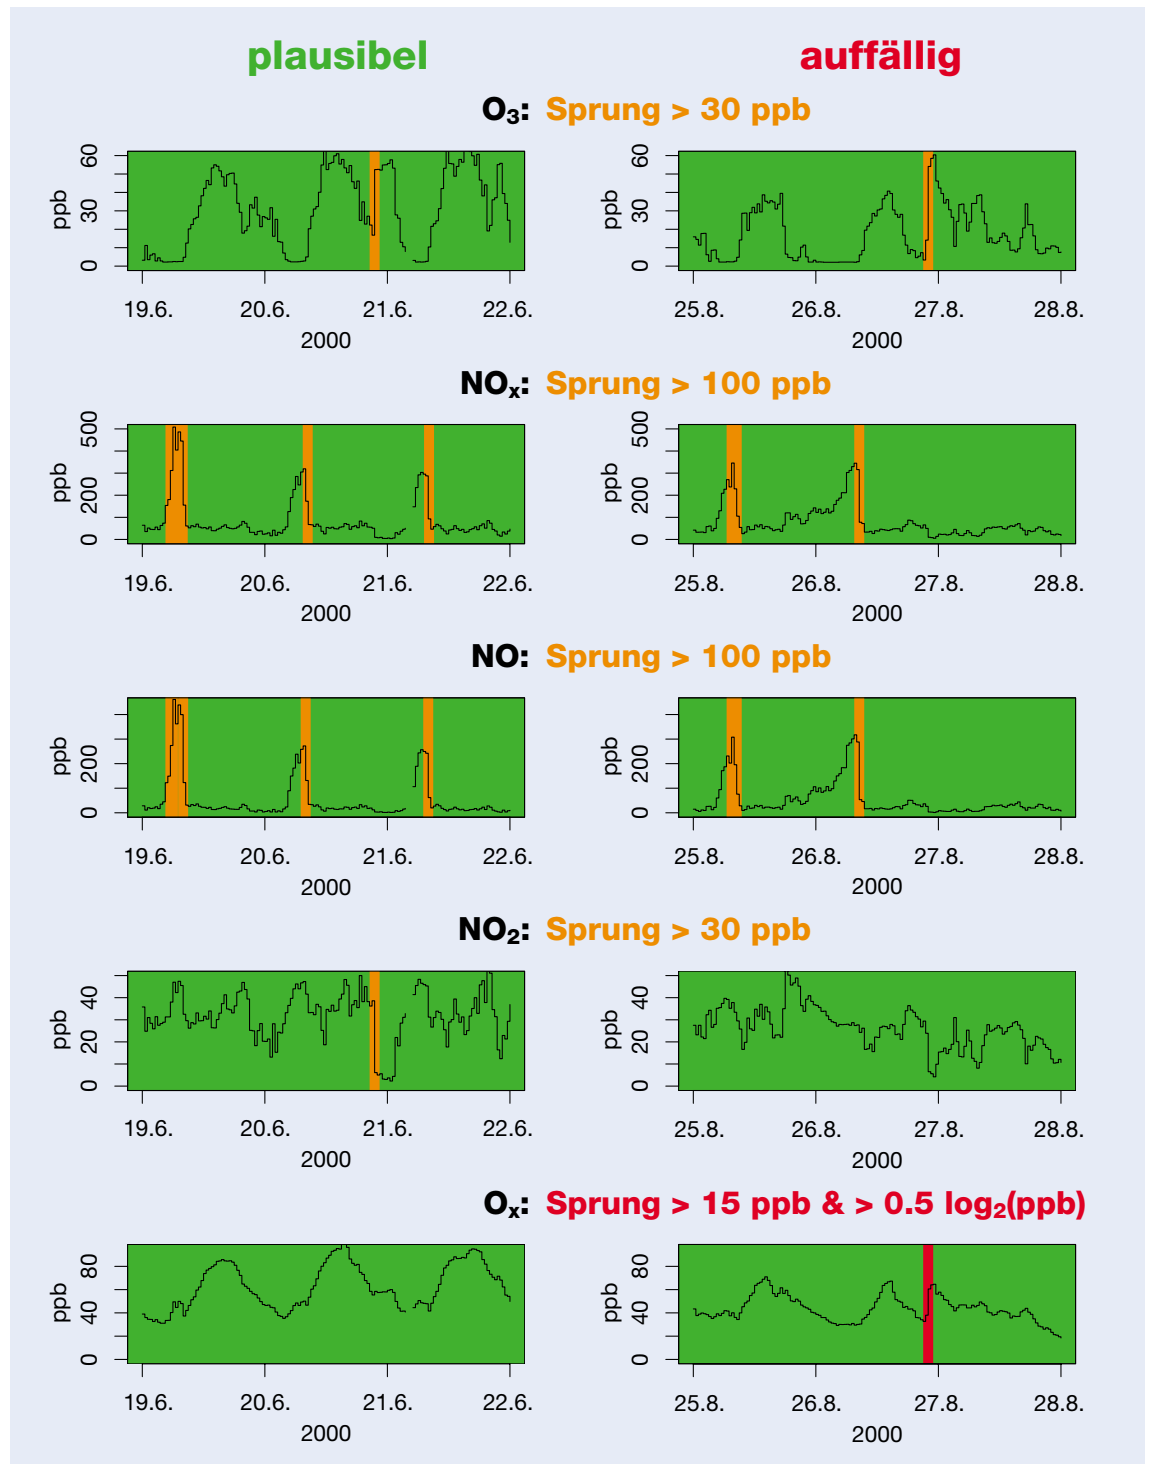 plausibel auffällig
O₃: Sprung > 30 ppb
60 60
ppb ppb
30 30
0 0
19.6. 20.6. 21.6. 22.6. 25.8. 26.8. 27.8. 28.8.
2000 2000
NOₓ: Sprung > 100 ppb
500 500
ppb ppb
200 200
0 0
19.6. 20.6. 21.6. 22.6. 25.8. 26.8. 27.8. 28.8.
2000 2000
NO: Sprung > 100 ppb
ppb ppb
200 200
0 0
19.6. 20.6. 21.6. 22.6. 25.8. 26.8. 27.8. 28.8.
2000 2000
NO₂: Sprung > 30 ppb
40 40
ppb ppb
20 20
0 0
19.6. 20.6. 21.6. 22.6. 25.8. 26.8. 27.8. 28.8.
2000 2000
Oₓ: Sprung > 15 ppb & > 0.5 log₂(ppb)
80 80
ppb ppb
40 40
0 0
19.6. 20.6. 21.6. 22.6. 25.8. 26.8. 27.8. 28.8.
2000 2000